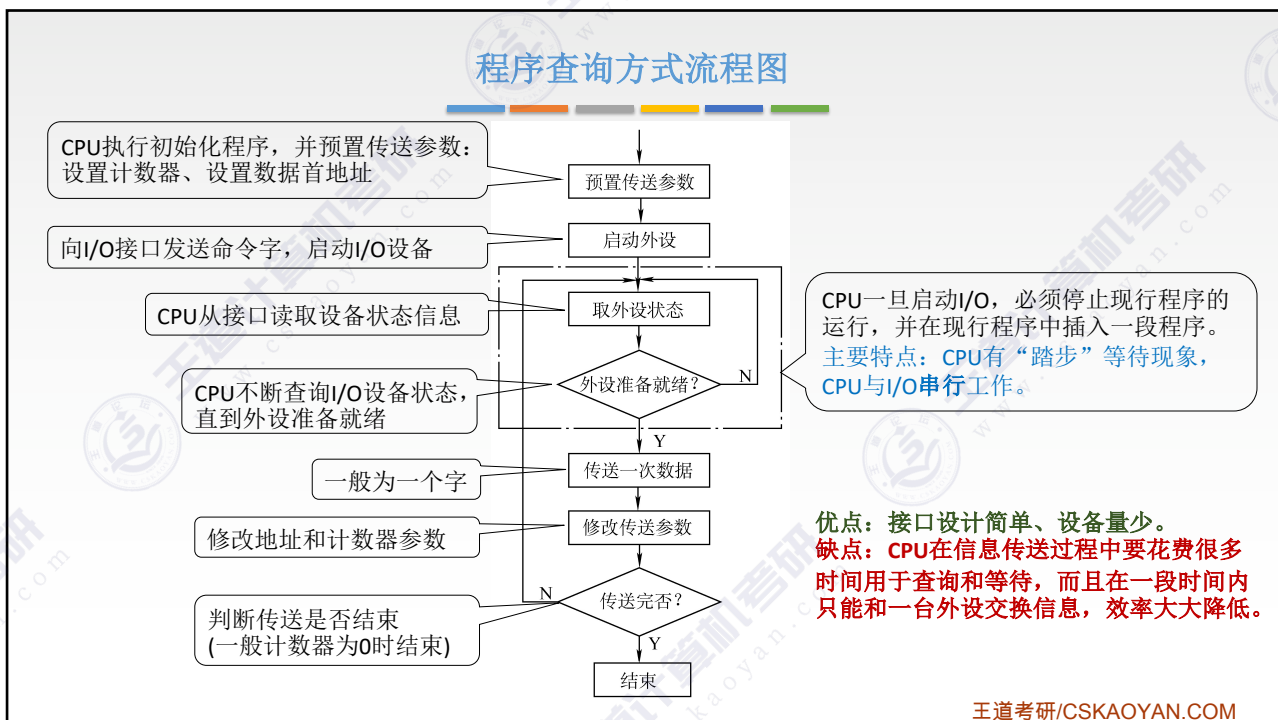 程序查询方式流程图
CPU执行初始化程序，并预置传送参数：
设置计数器、设置数据首地址
预置传送参数
向I/O接口发送命令字，启动I/O设备
启动外设
CPU从接口读取设备状态信息
取外设状态
CPU不断查询I/O设备状态，
直到外设准备就绪
外设准备就绪？
N
Y
CPU一旦启动I/O，必须停止现行程序的
运行，并在现行程序中插入一段程序。
主要特点：CPU有“踏步”等待现象，
CPU与I/O串行工作。
一般为一个字
传送一次数据
修改地址和计数器参数
修改传送参数
判断传送是否结束
(一般计数器为0时结束)
N
传送完否？
Y
结束
优点：接口设计简单、设备量少。
缺点：CPU在信息传送过程中要花费很多
时间用于查询和等待，而且在一段时间内
只能和一台外设交换信息，效率大大降低。
王道考研/CSKAOYAN.COM